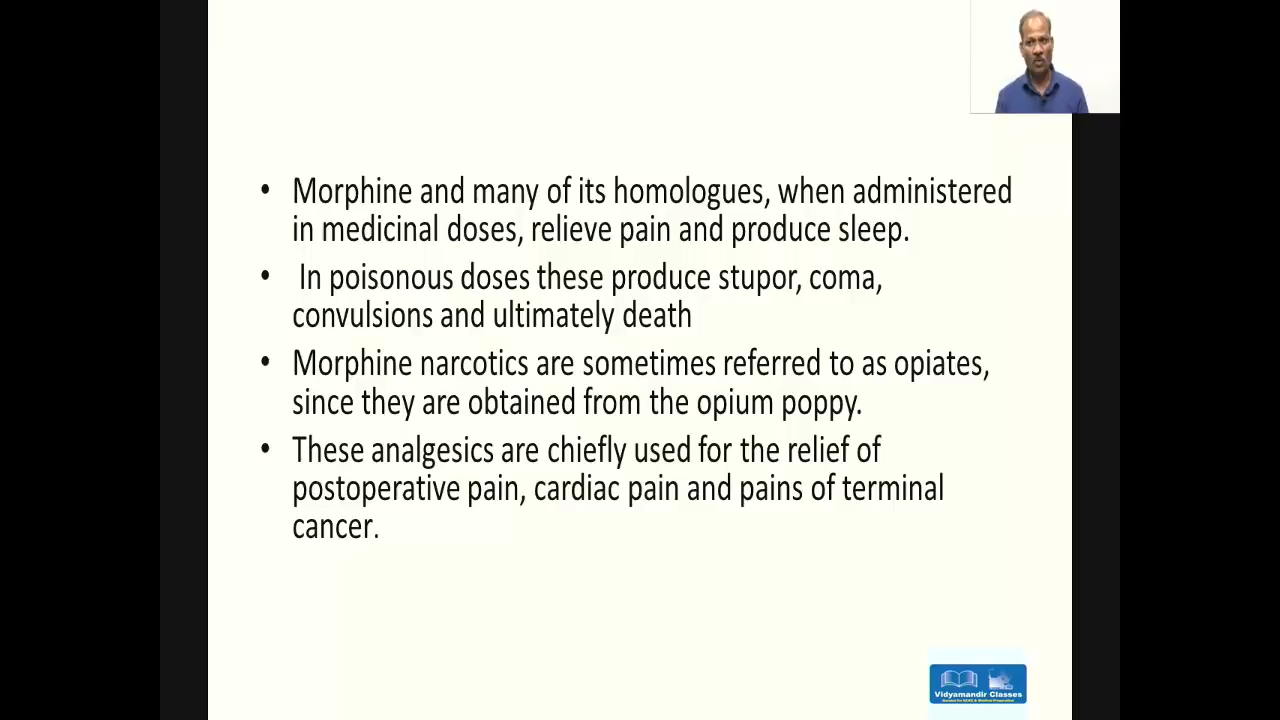 • Morphine and many of its homologues, when administered
in medicinal doses, relieve pain and produce sleep.
• In poisonous doses these produce stupor, coma,
convulsions and ultimately death
• Morphine narcotics are sometimes referred to as opiates,
since they are obtained from the opium poppy.
• These analgesics are chiefly used for the relief of
postoperative pain, cardiac pain and pains of terminal
cancer.
Vidyamandir Classes